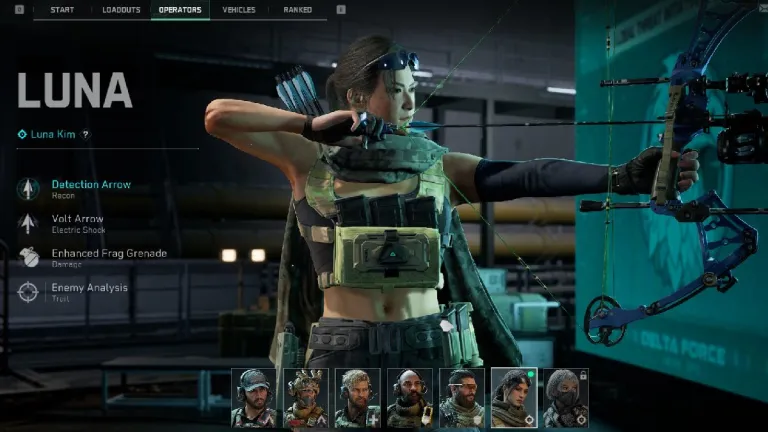 START LOADOUTS OPERATORS VEHICLES RANKED
LUNA
Luna Kim ?
Detection Arrow
Recon
Volt Arrow
Electric Shock
Enhanced Frag Grenade
Damage
Enemy Analysis
Trait
DELTA FORCE